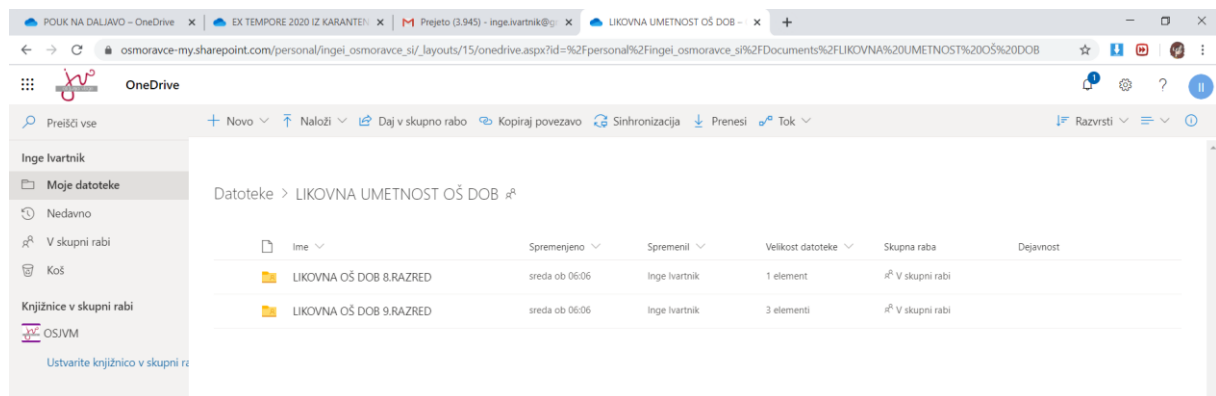 POUK NA DALJAVO – OneDrive
EX TEMPORE 2020 IZ KARANTEN
Prejeto (3.945) - inge.ivartnik@g
LIKOVNA UMETNOST OŠ DOB –
osmoravce-my.sharepoint.com/personal/ingei_osmoravce_si/_layouts/15/onedrive.aspx?id=%2Fpersonal%2Fingei_osmoravce_si%2FDocuments%2FLIKOVNA%20UMETNOST%20OŠ%20DOB
OneDrive
1
?
II
Preišči vse
Novo
Naloži
Daj v skupno rabo
Kopiraj povezavo
Sinhronizacija
Prenesi
Tok
Razvrsti
Inge Ivartnik
Moje datoteke
Nedavno
V skupni rabi
Koš
Knjižnice v skupni rabi
OSJVM
Ustvarite knjižnico v skupni ra
Datoteke > LIKOVNA UMETNOST OŠ DOB
Ime Spremenjeno Spremenil Velikost datoteke Skupna raba Dejavnost
LIKOVNA OŠ DOB 8.RAZRED sreda ob 06:06 Inge Ivartnik 1 element V skupni rabi
LIKOVNA OŠ DOB 9.RAZRED sreda ob 06:06 Inge Ivartnik 3 elementi V skupni rabi